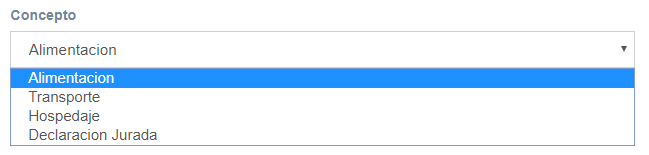 Concepto
Alimentacion
Alimentacion
Transporte
Hospedaje
Declaracion Jurada